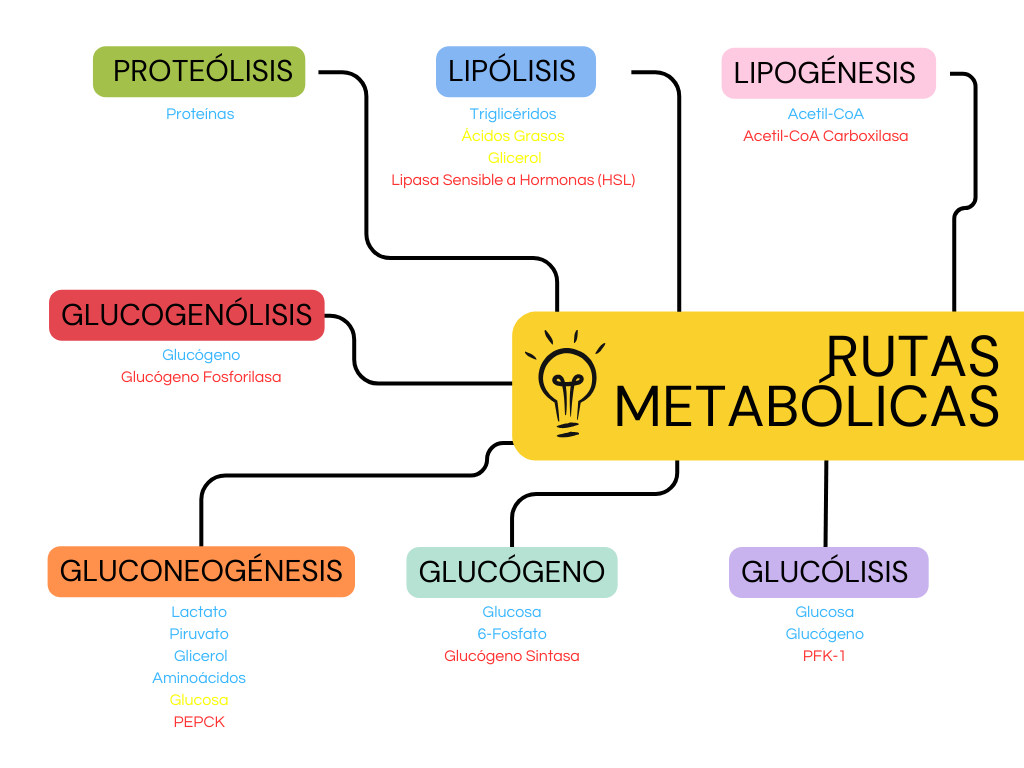 PROTEÓLISIS
Proteínas
LIPÓLISIS
Triglicéridos
Ácidos Grasos
Glicerol
Lipasa Sensible a Hormonas (HSL)
LIPOGÉNESIS
Acetil-CoA
Acetil-CoA Carboxilasa
GLUCOGENÓLISIS
Glucógeno
Glucógeno Fosforilasa
RUTAS
METABÓLICAS
GLUCONEOGÉNESIS
Lactato
Piruvato
Glicerol
Aminoácidos
Glucosa
PEPCK
GLUCÓGENO
Glucosa
6-Fosfato
Glucógeno Sintasa
GLUCÓLISIS
Glucosa
Glucógeno
PFK-1